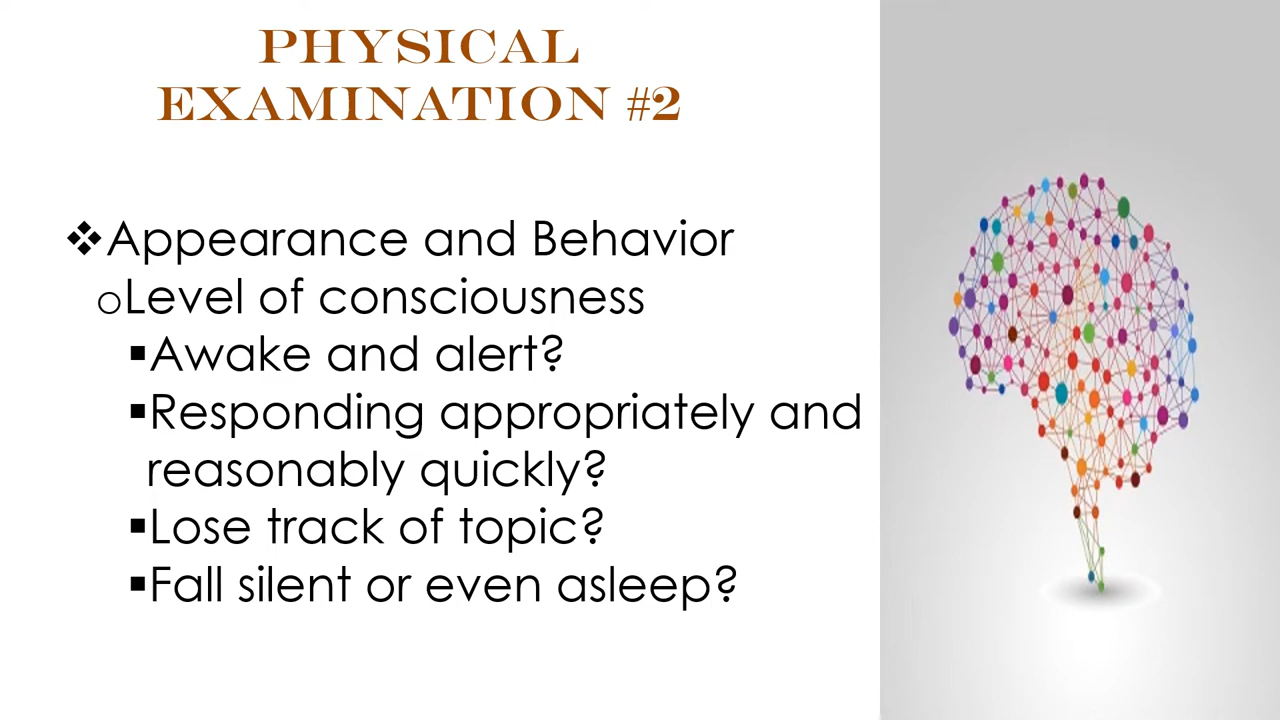 PHYSICAL
EXAMINATION #2
❖Appearance and Behavior
oLevel of consciousness
▪Awake and alert?
▪Responding appropriately and
reasonably quickly?
▪Lose track of topic?
▪Fall silent or even asleep?